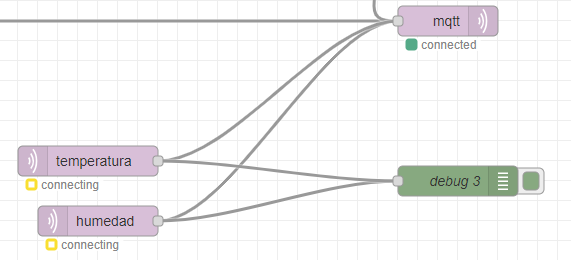 mqtt
connected
temperatura
connecting
debug 3
humedad
connecting